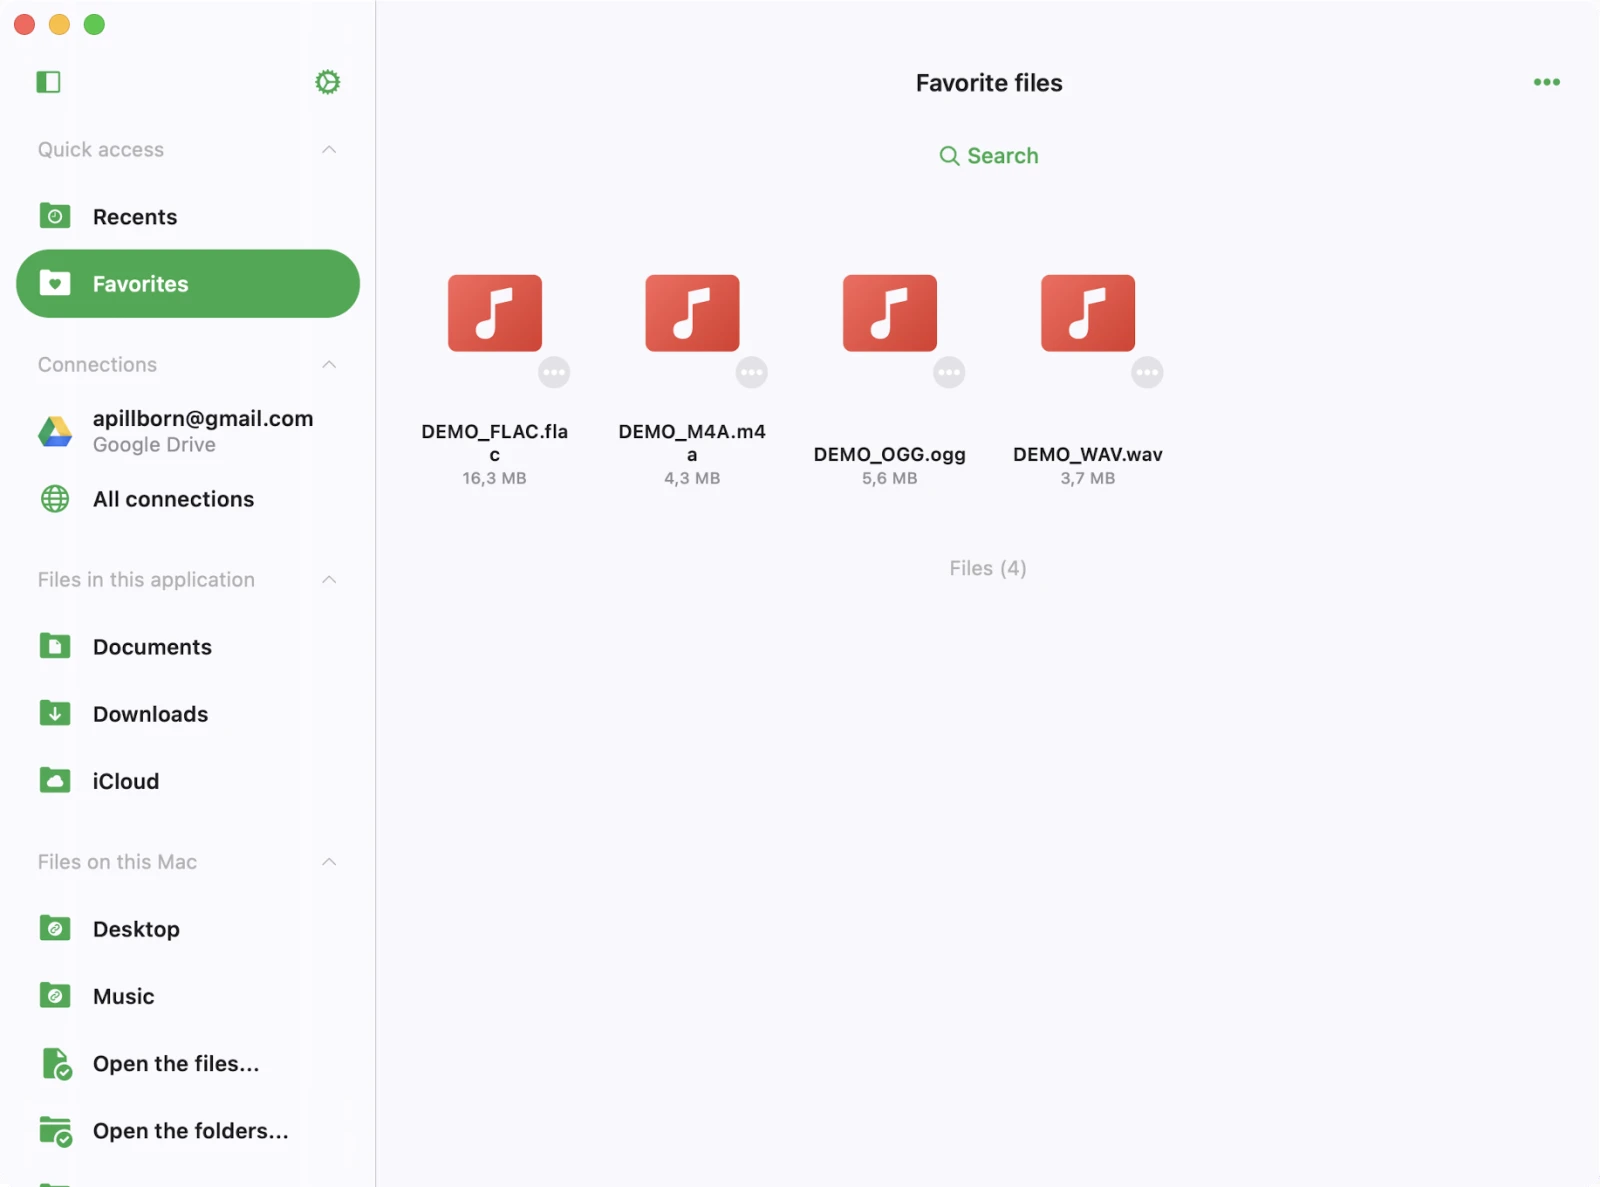 Favorite files
Search
Quick access
Recents
Favorites
Connections
apillborn@gmail.com
Google Drive
All connections
Files in this application
Documents
Downloads
iCloud
Files on this Mac
Desktop
Music
Open the files...
Open the folders...
DEMO_FLAC.fla
c
16,3 MB
DEMO_M4A.m4
a
4,3 MB
DEMO_OGG.ogg
5,6 MB
DEMO_WAV.wav
3,7 MB
Files (4)